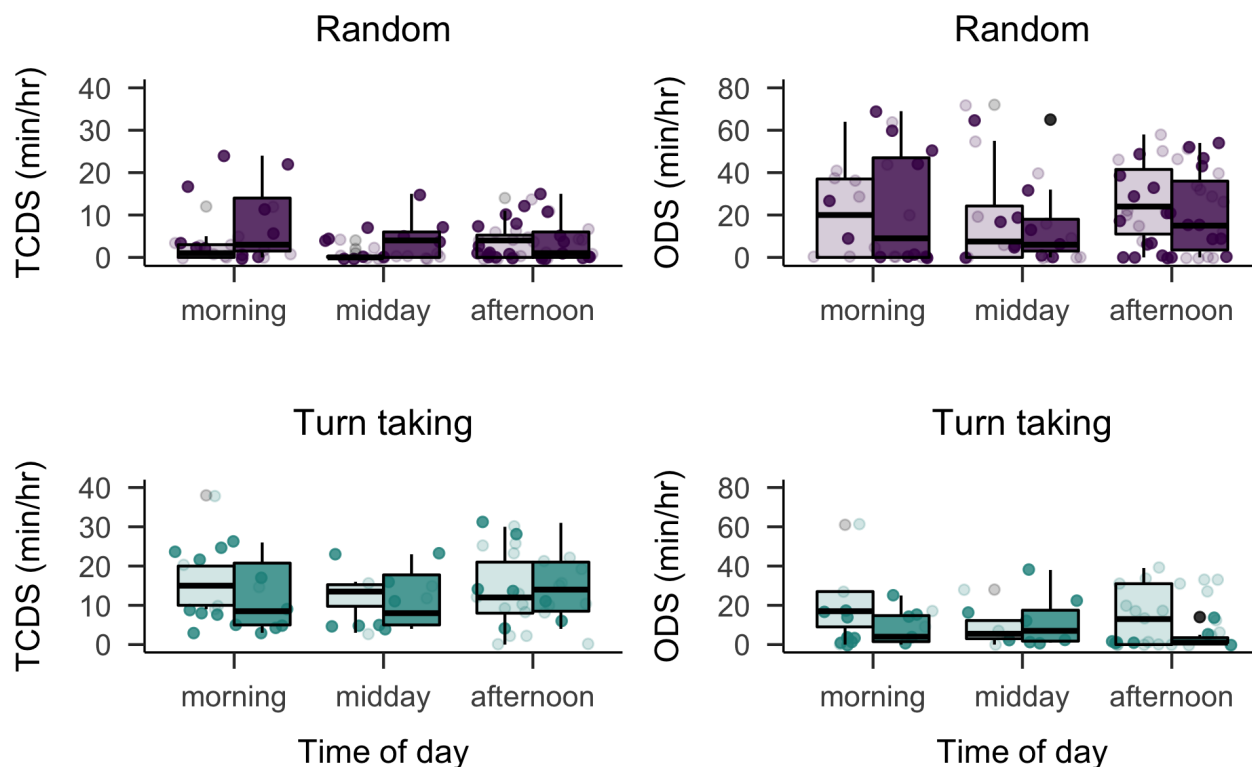 Random
TCDS (min/hr)
40
30
20
10
0
morning midday afternoon
Random
ODS (min/hr)
80
60
40
20
0
morning midday afternoon
Turn taking
TCDS (min/hr)
40
30
20
10
0
morning midday afternoon
Time of day
Turn taking
ODS (min/hr)
80
60
40
20
0
morning midday afternoon
Time of day